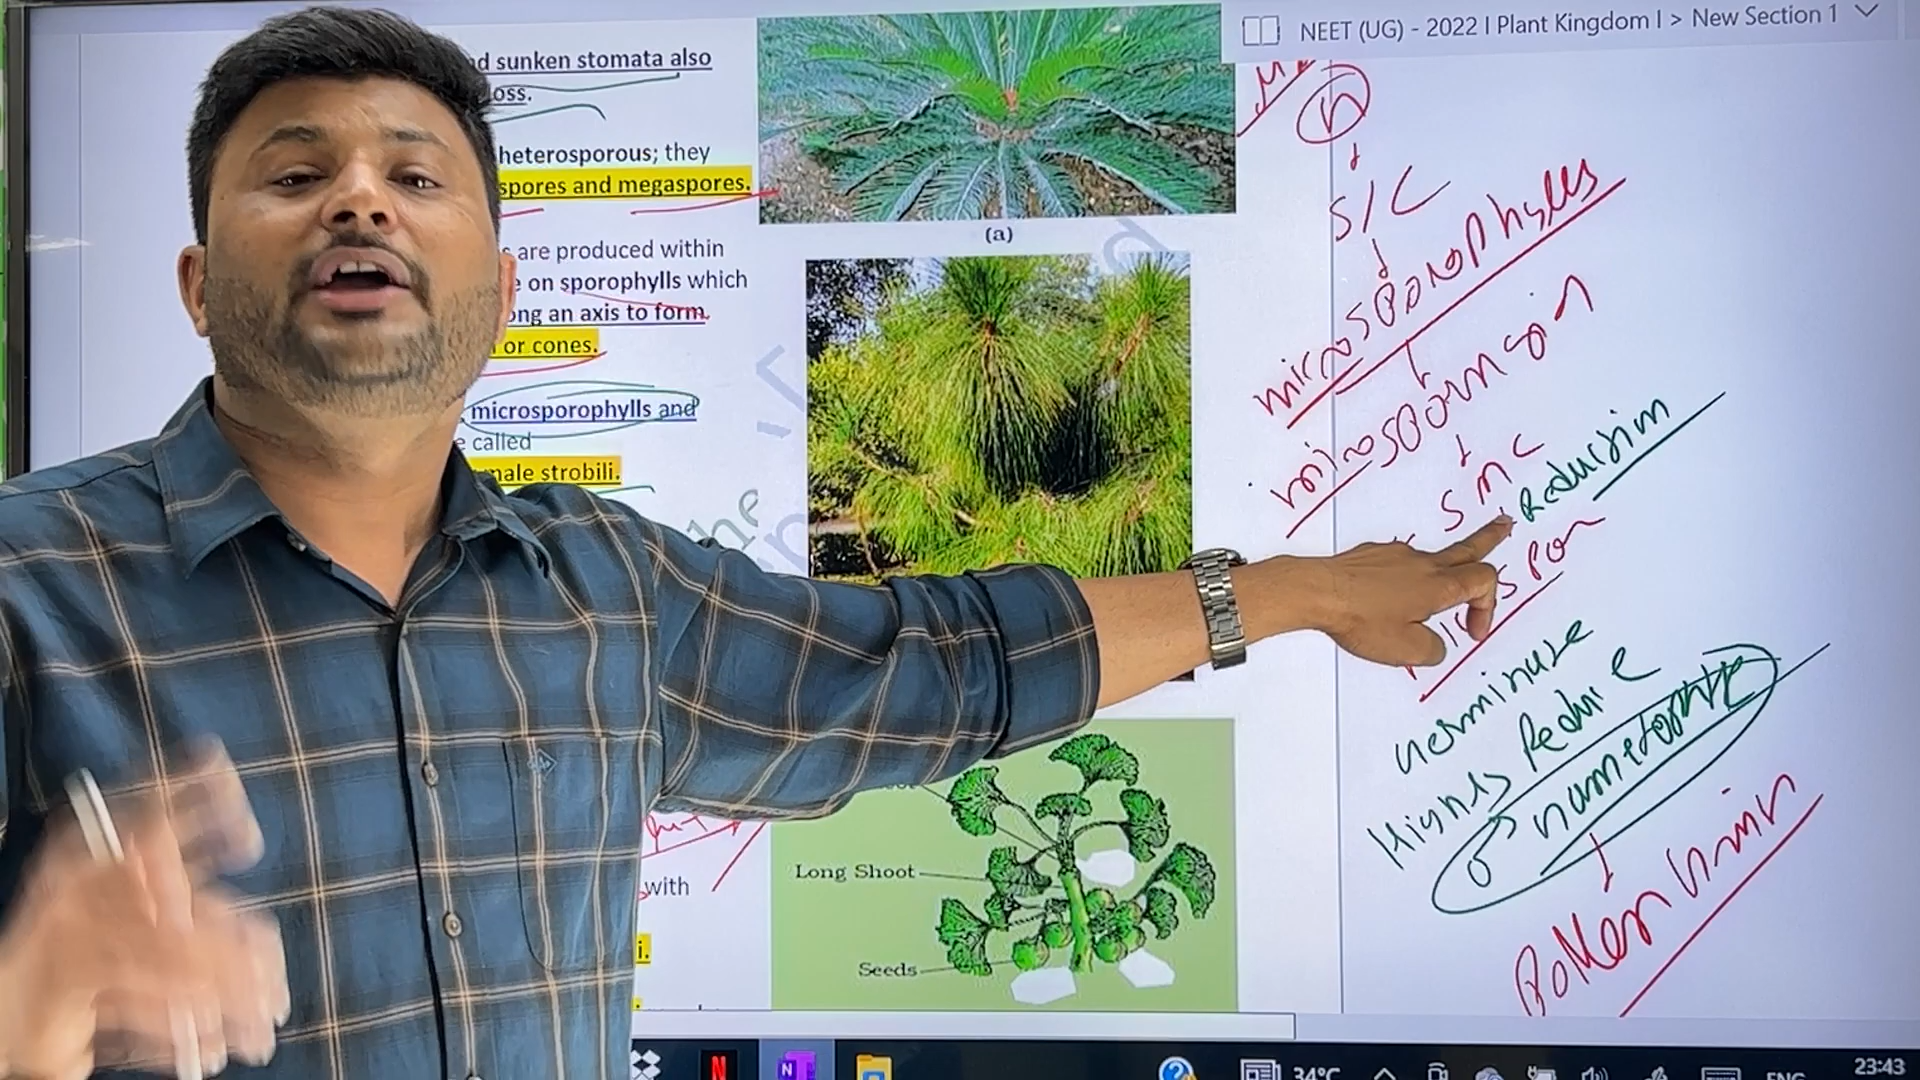 NEET (UG) - 2022 I Plant Kingdom I > New Section 1
d sunken stomata also
oss.
heterosporous; they
spores and megaspores.
s are produced within
e on sporophylls which
ong an axis to form
or cones.
microsporophylls and
e called
male strobili.
with
i.
(a)
Long Shoot
Seeds
M
n
S/C
microsporophylls
microsporangia
SMC
Reduction
germinate
Highly Reduce
♂ gametophyte
Pollen grain
N
34°C
ENG
23:43